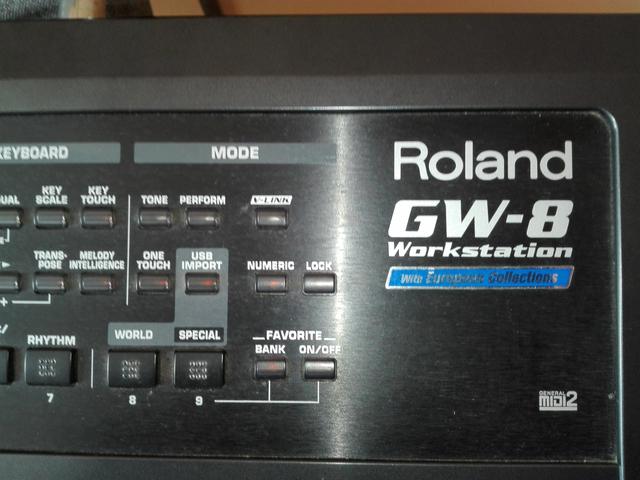 KEYBOARD
MODE
Roland
GW-8
Workstation
With European Collections
KEY SCALE
KEY TOUCH
TONE
PERFORM
V-LINK
TRANS-
POSE
MELODY
INTELLIGENCE
ONE
TOUCH
USB
IMPORT
NUMERIC
LOCK
RHYTHM
WORLD
SPECIAL
FAVORITE
BANK
ON/OFF
7
8
9
GENERAL
MIDI2